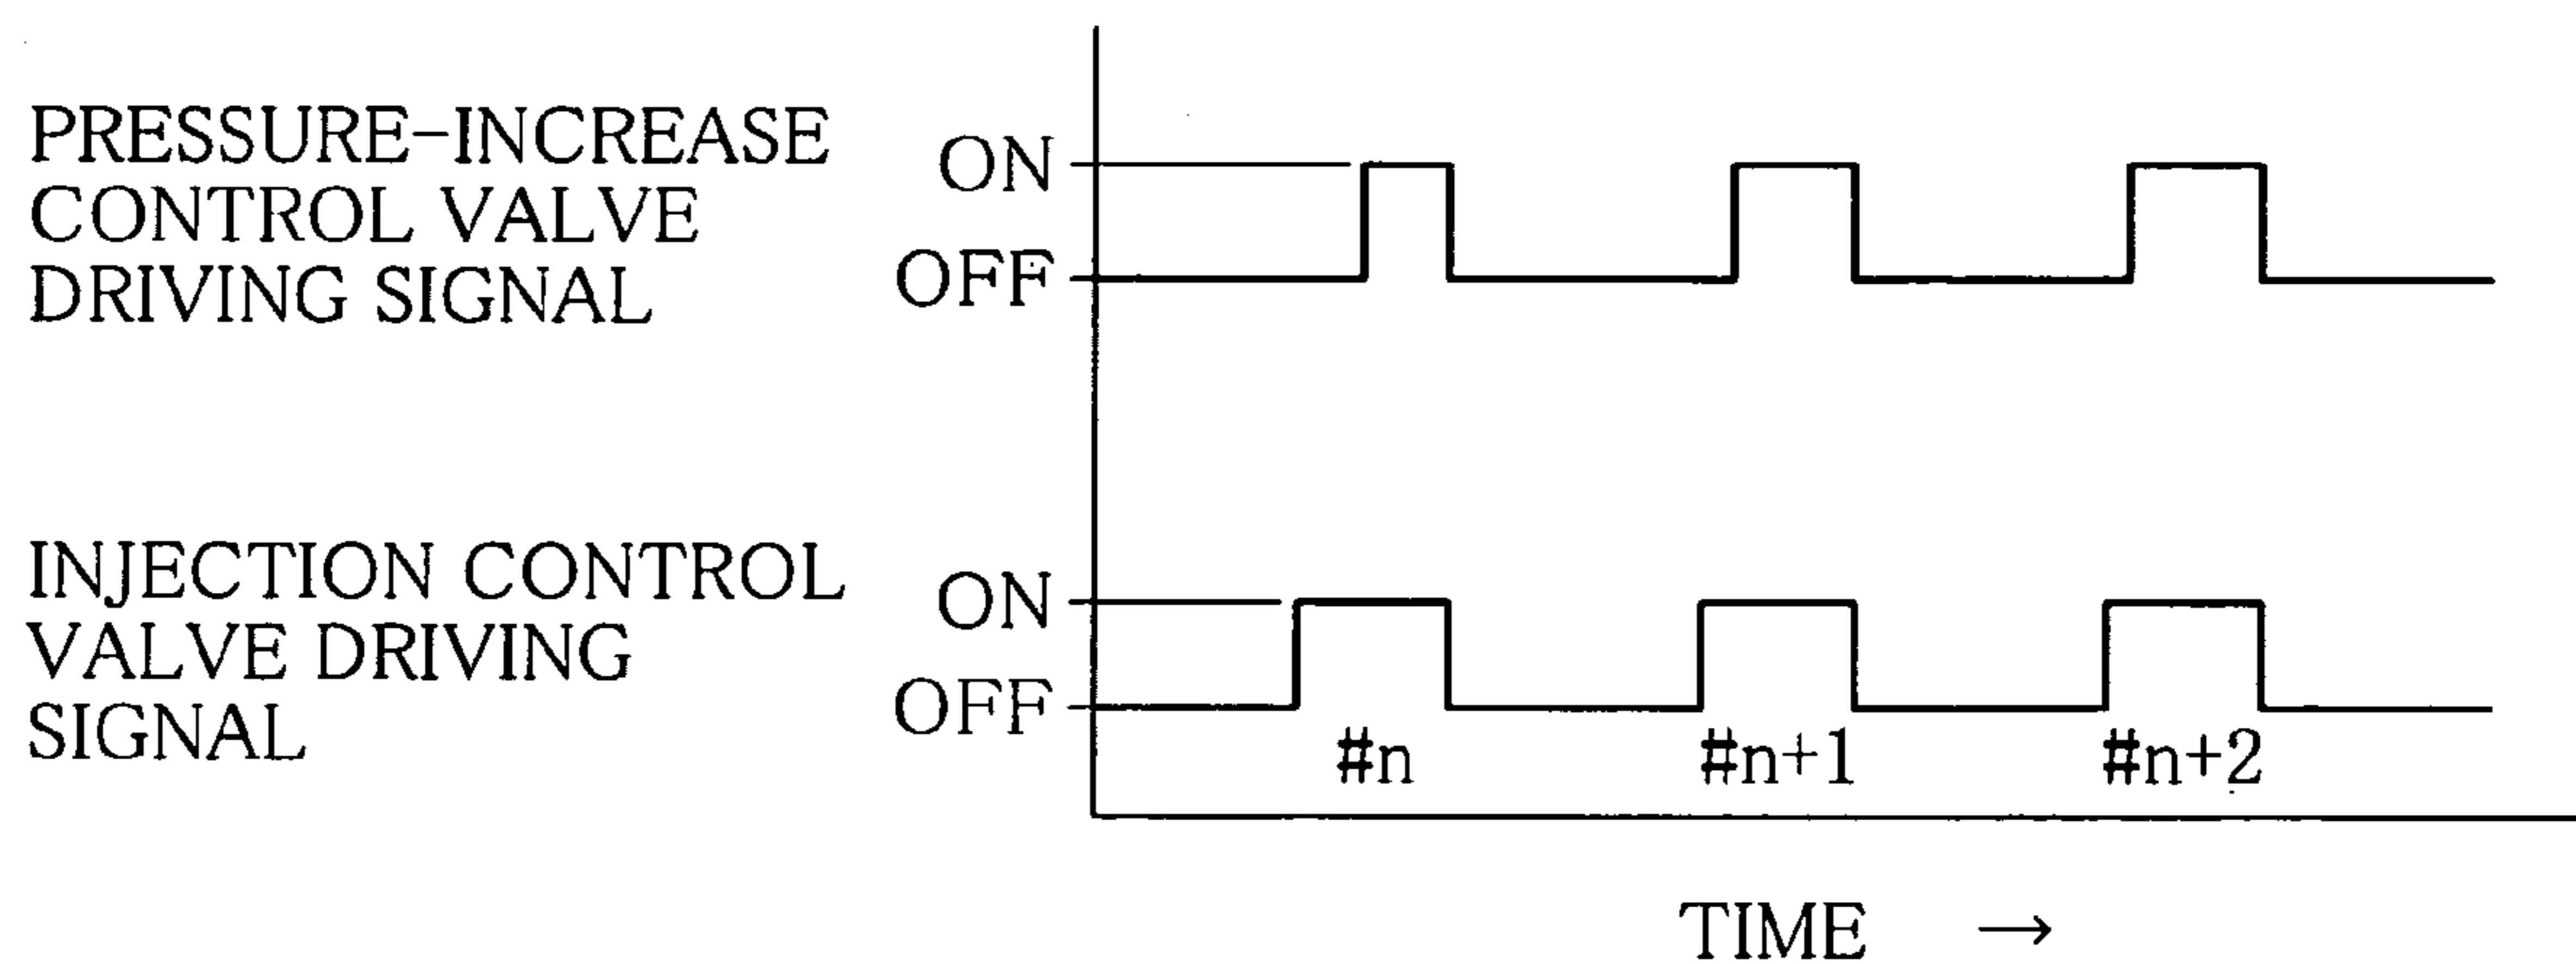 PRESSURE-INCREASE
CONTROL VALVE
DRIVING SIGNAL
ON
OFF
INJECTION CONTROL
VALVE DRIVING
SIGNAL
ON
OFF
#n #n+1 #n+2
TIME →